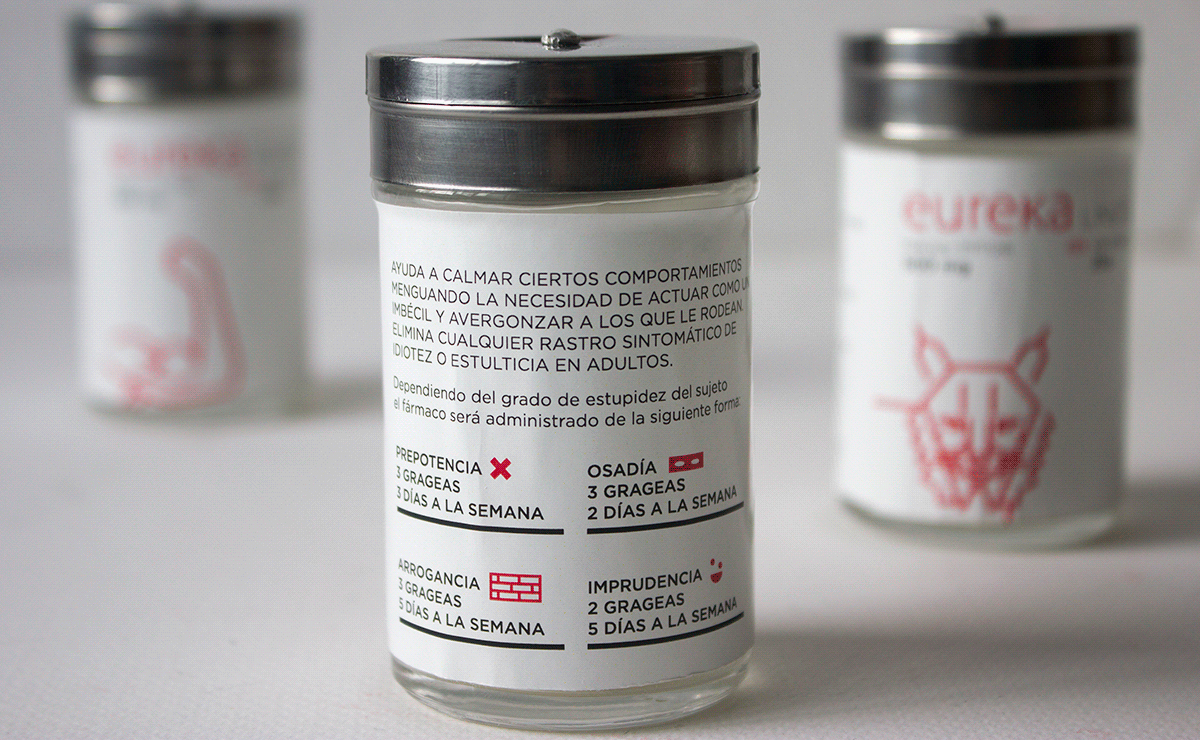 eureka
AYUDA A CALMAR CIERTOS COMPORTAMIENTOS
MENGUANDO LA NECESIDAD DE ACTUAR COMO UN
IMBÉCIL Y AVERGONZAR A LOS QUE LE RODEAN.
ELIMINA CUALQUIER RASTRO SINTOMÁTICO DE
IDIOTEZ O ESTULTICIA EN ADULTOS.
Dependiendo del grado de estupidez del sujeto
el fármaco será administrado de la siguiente forma:
PREPOTENCIA
3 GRAGEAS
3 DÍAS A LA SEMANA
OSADÍA
3 GRAGEAS
2 DÍAS A LA SEMANA
ARROGANCIA
3 GRAGEAS
5 DÍAS A LA SEMANA
IMPRUDENCIA
2 GRAGEAS
5 DÍAS A LA SEMANA
eureka
mg